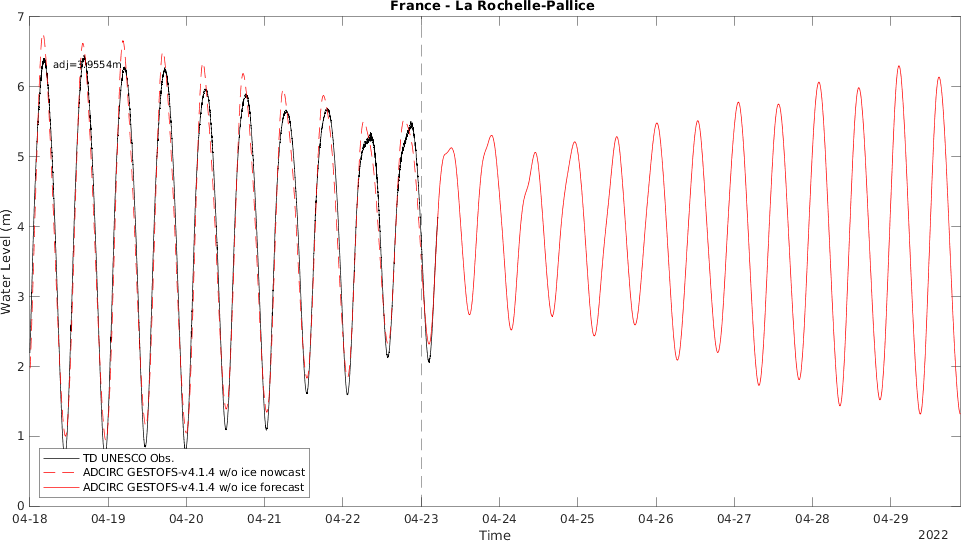 France - La Rochelle-Pallice
7
6
5
4
3
2
1
0
Water Level (m)
adj=3.9554m
TD UNESCO Obs.
ADCIRC GESTOFS-v4.1.4 w/o ice nowcast
ADCIRC GESTOFS-v4.1.4 w/o ice forecast
04-18 04-19 04-20 04-21 04-22 04-23 04-24 04-25 04-26 04-27 04-28 04-29
Time
2022